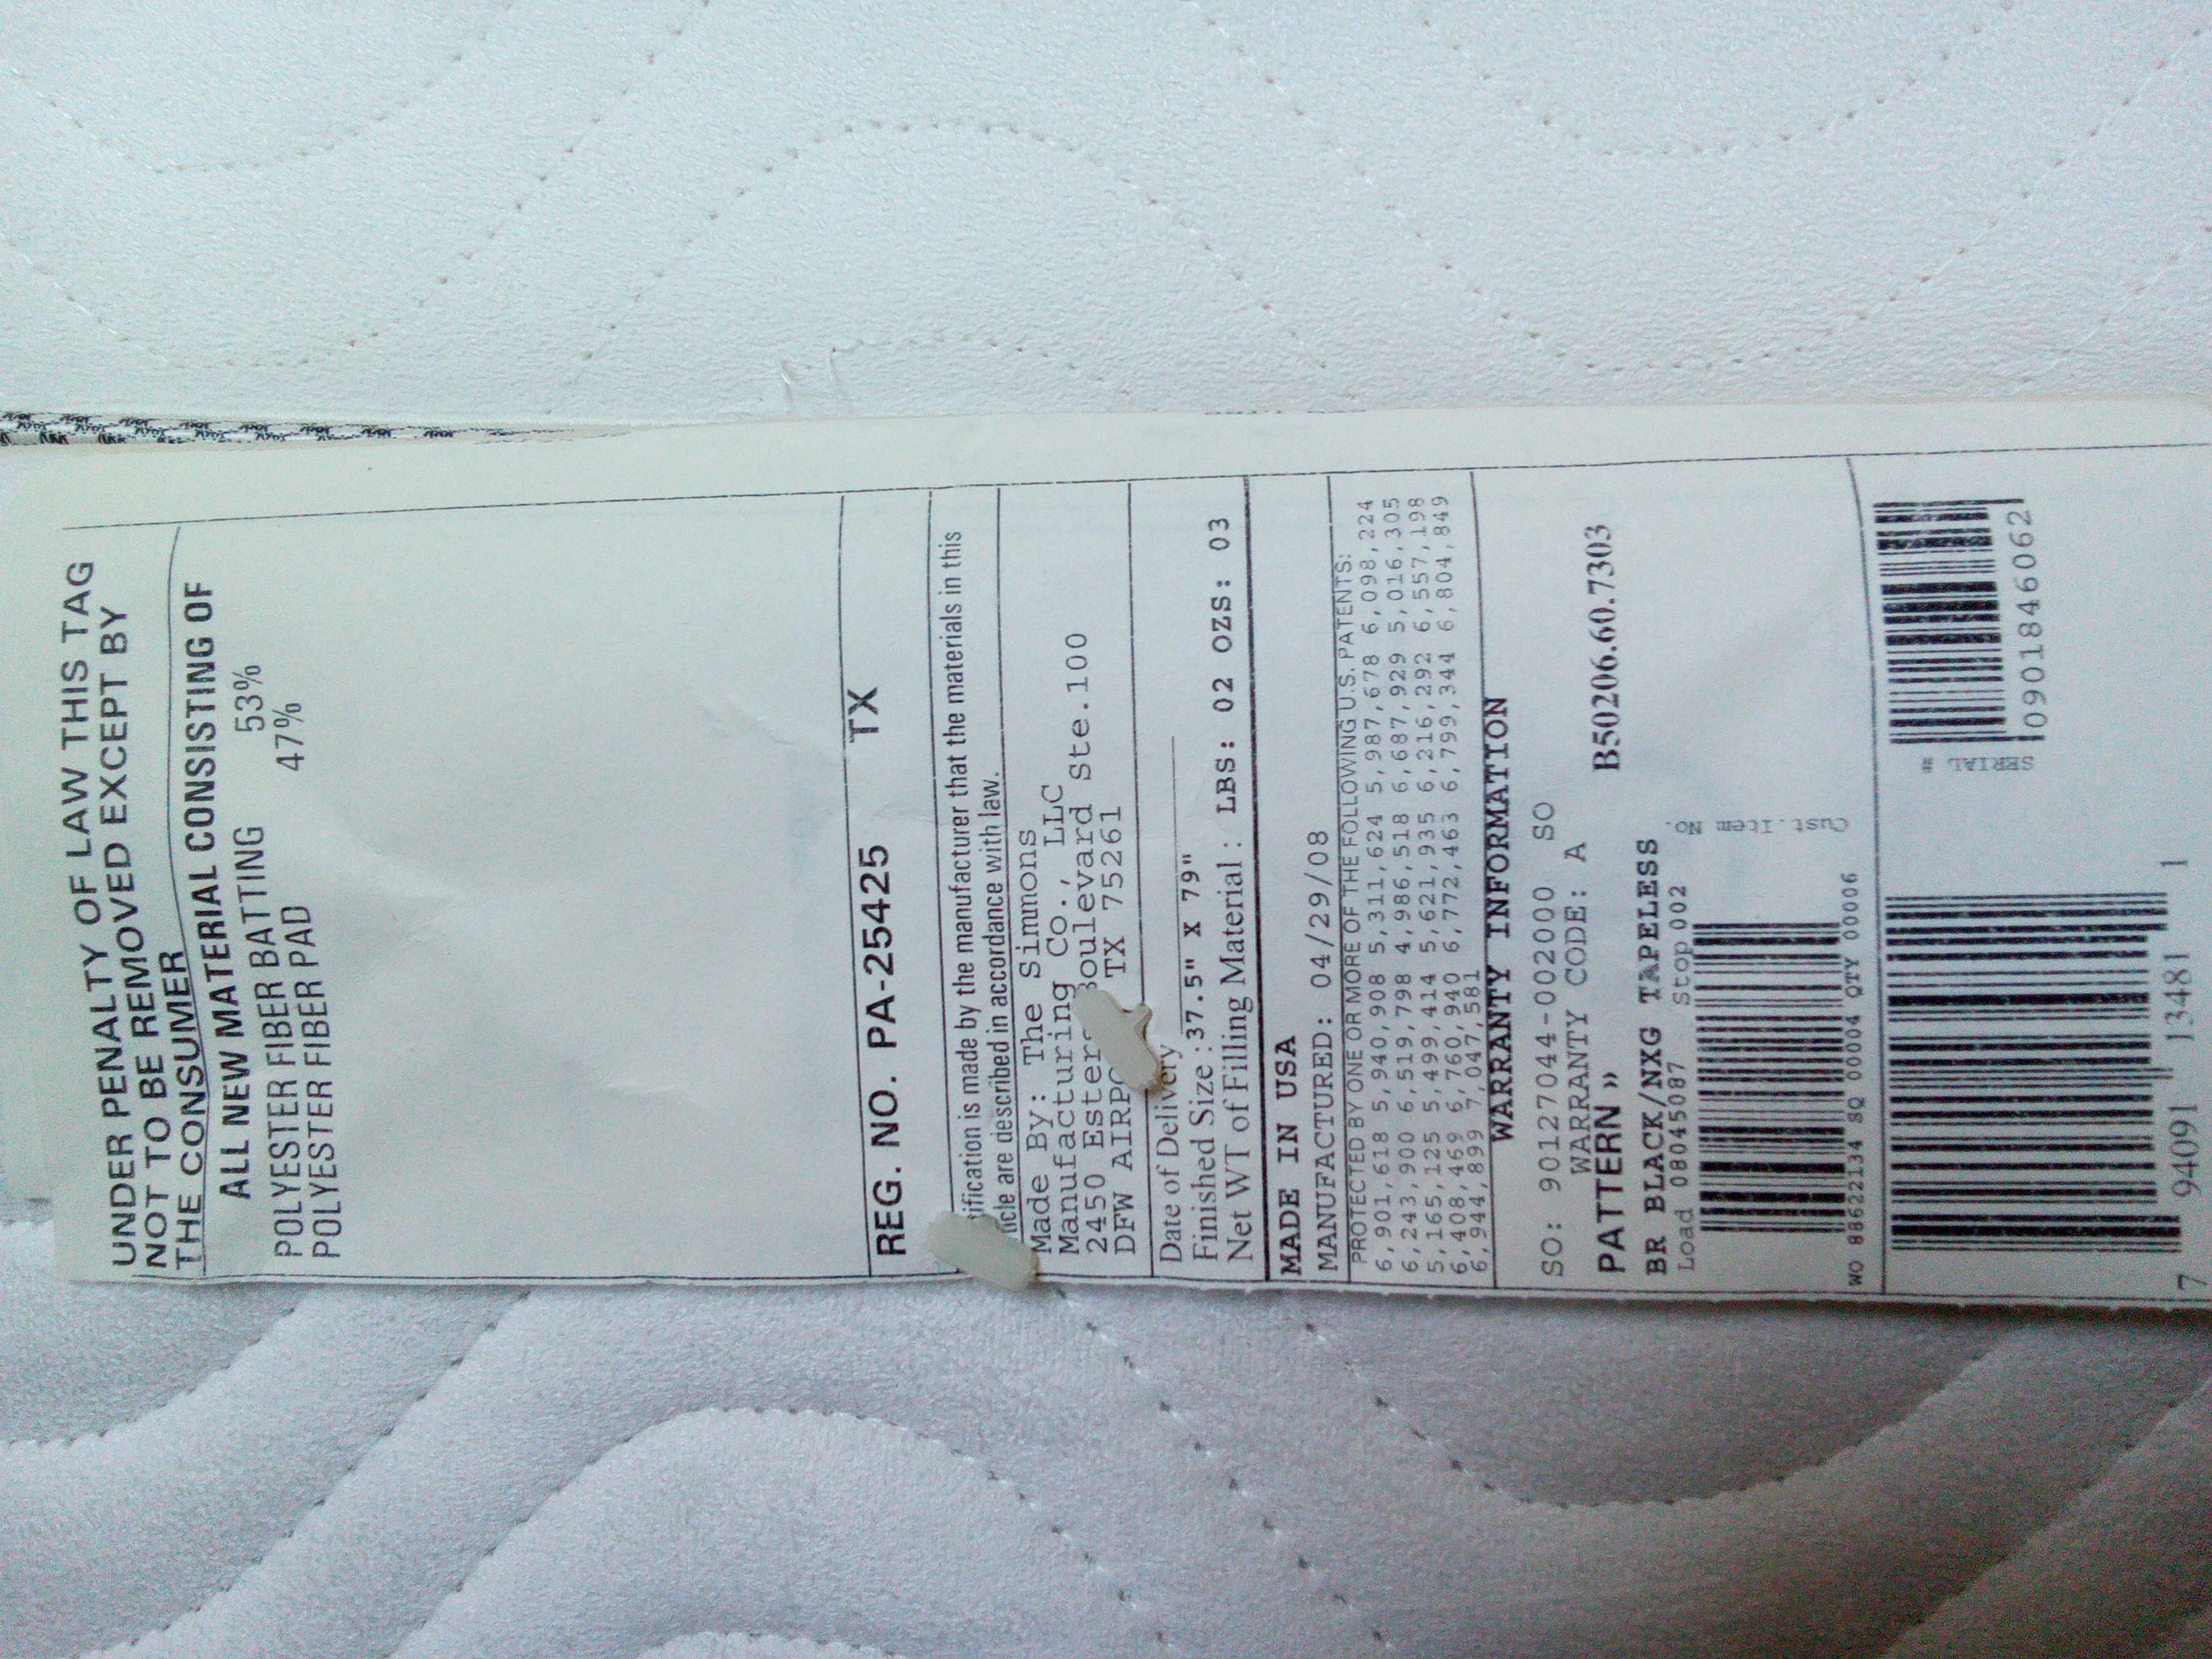 UNDER PENALTY OF LAW THIS TAG
NOT TO BE REMOVED EXCEPT BY
THE CONSUMER
ALL NEW MATERIAL CONSISTING OF
POLYESTER FIBER BATTING 53%
POLYESTER FIBER PAD 47%
REG. NO. PA-25425 TX
is made by the manufacturer that the materials in this
are described in accordance with law.
Made By: The Simmons
Manufacturing Co., LLC
2450 Boulevard Ste.100
DFW TX 75261
Date of Delivery
Finished Size: 37.5" X 79"
Net WT of Filling Material: LBS: 02 OZS: 03
MADE IN USA
MANUFACTURED: 04/29/08
PROTECTED BY ONE OR MORE OF THE FOLLOWING U.S. PATENTS:
6,901,618 5,940,908 5,311,624 5,987,678 6,098,224
6,243,900 6,519,798 4,986,518 6,687,929 5,016,305
5,165,125 5,499,414 5,621,935 6,216,292 6,557,198
6,408,469 6,760,940 6,772,463 6,799,344 6,804,849
6,944,899 7,047,581
WARRANTY INFORMATION
SO: 90127044-002000 SO
WARRANTY CODE: A
PATTERN » B50206.60.7303
BR BLACK/NXG TAPELESS
Load 08045087 Stop 002
Cust.Item No.
WO 88622134 SQ 00004 QTY 00006
SERIAL #
0901846062
7 94091 13481 1